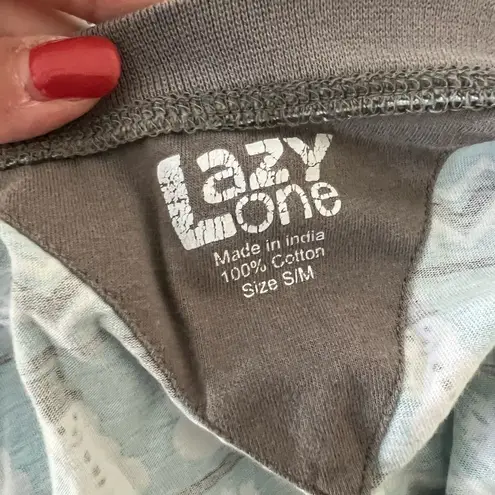 LaZY
one
Made in india
100% Cotton
Size S/M